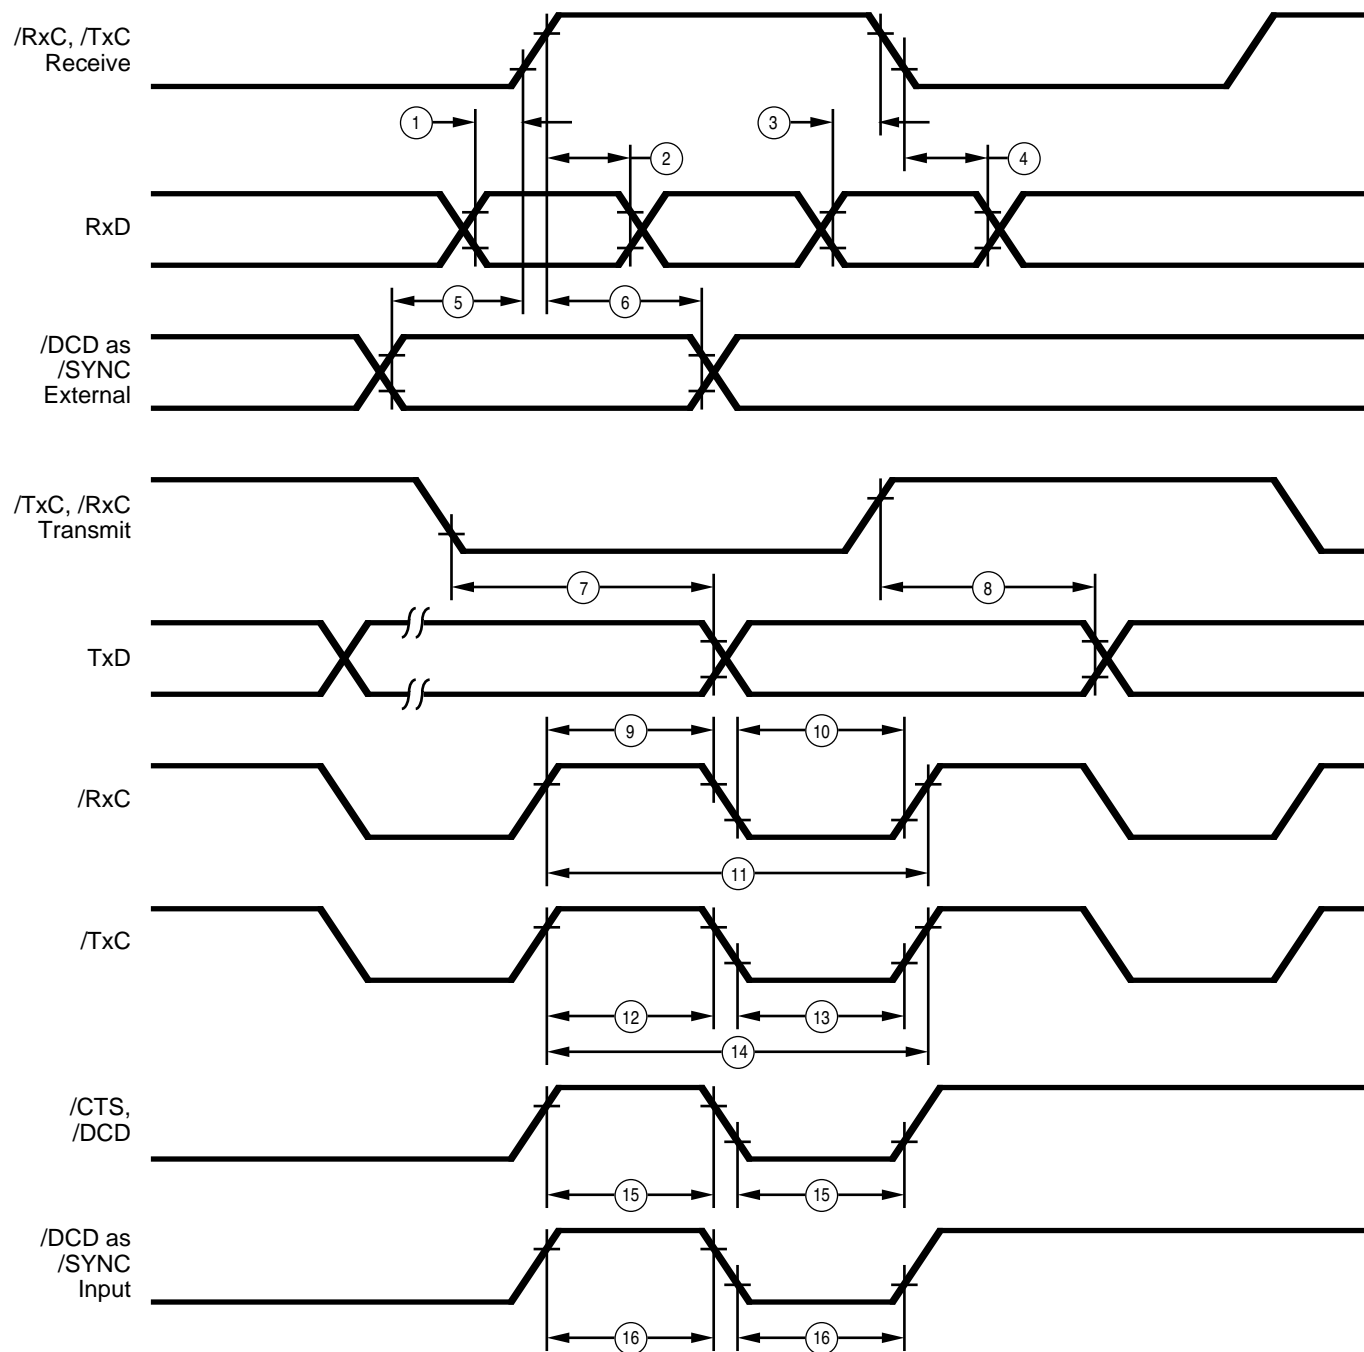 /RxC, /TxC
Receive
1
3
2
4
RxD
5
6
/DCD as
/SYNC
External
/TxC, /RxC
Transmit
7
8
TxD
9
10
/RxC
11
/TxC
12
13
14
/CTS,
/DCD
15
15
/DCD as
/SYNC
Input
16
16